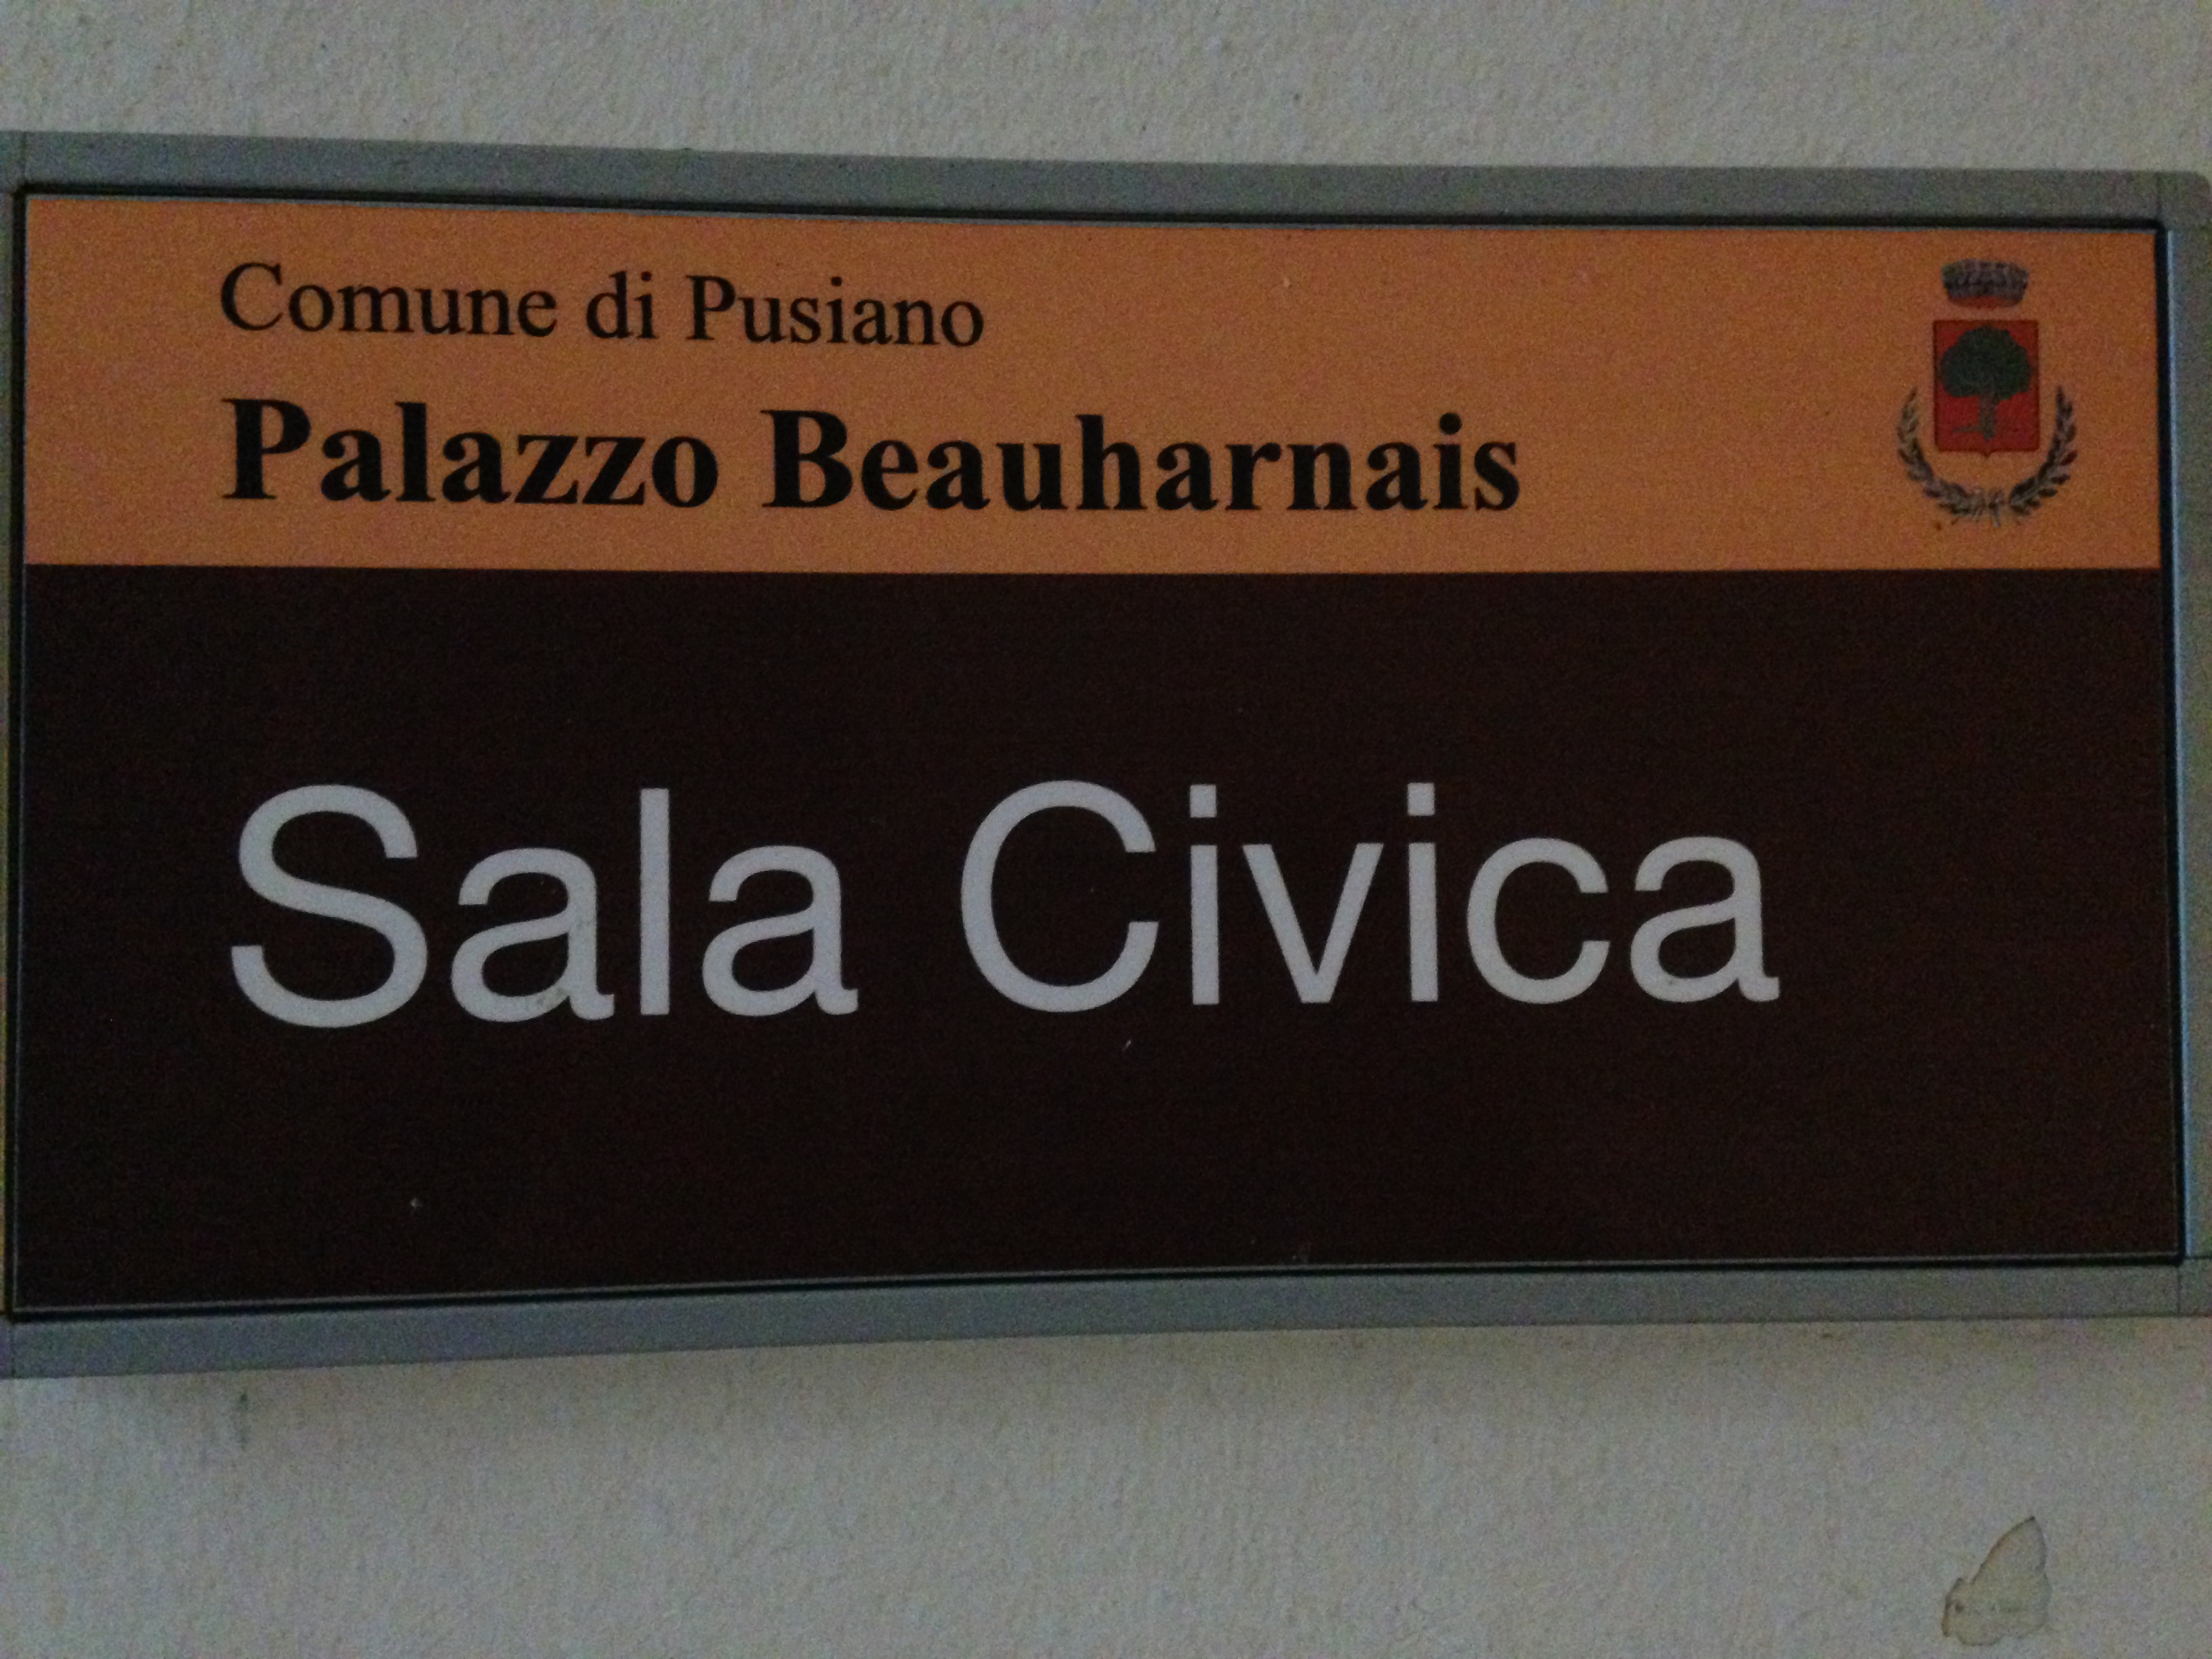 Comune di Pusiano
Palazzo Beauharnais
Sala Civica